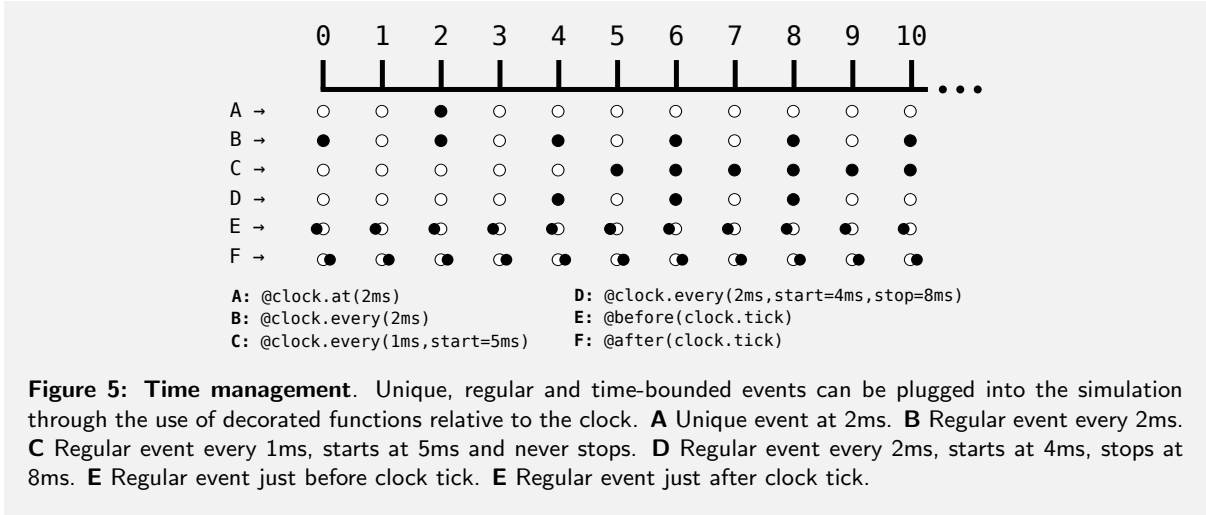 0 1 2 3 4 5 6 7 8 9 10
A →
B →
C →
D →
E →
F →
A: @clock.at(2ms)
B: @clock.every(2ms)
C: @clock.every(1ms,start=5ms)
D: @clock.every(2ms,start=4ms,stop=8ms)
E: @before(clock.tick)
F: @after(clock.tick)
Figure 5: Time management. Unique, regular and time-bounded events can be plugged into the simulation
through the use of decorated functions relative to the clock. A Unique event at 2ms. B Regular event every 2ms.
C Regular event every 1ms, starts at 5ms and never stops. D Regular event every 2ms, starts at 4ms, stops at
8ms. E Regular event just before clock tick. E Regular event just after clock tick.